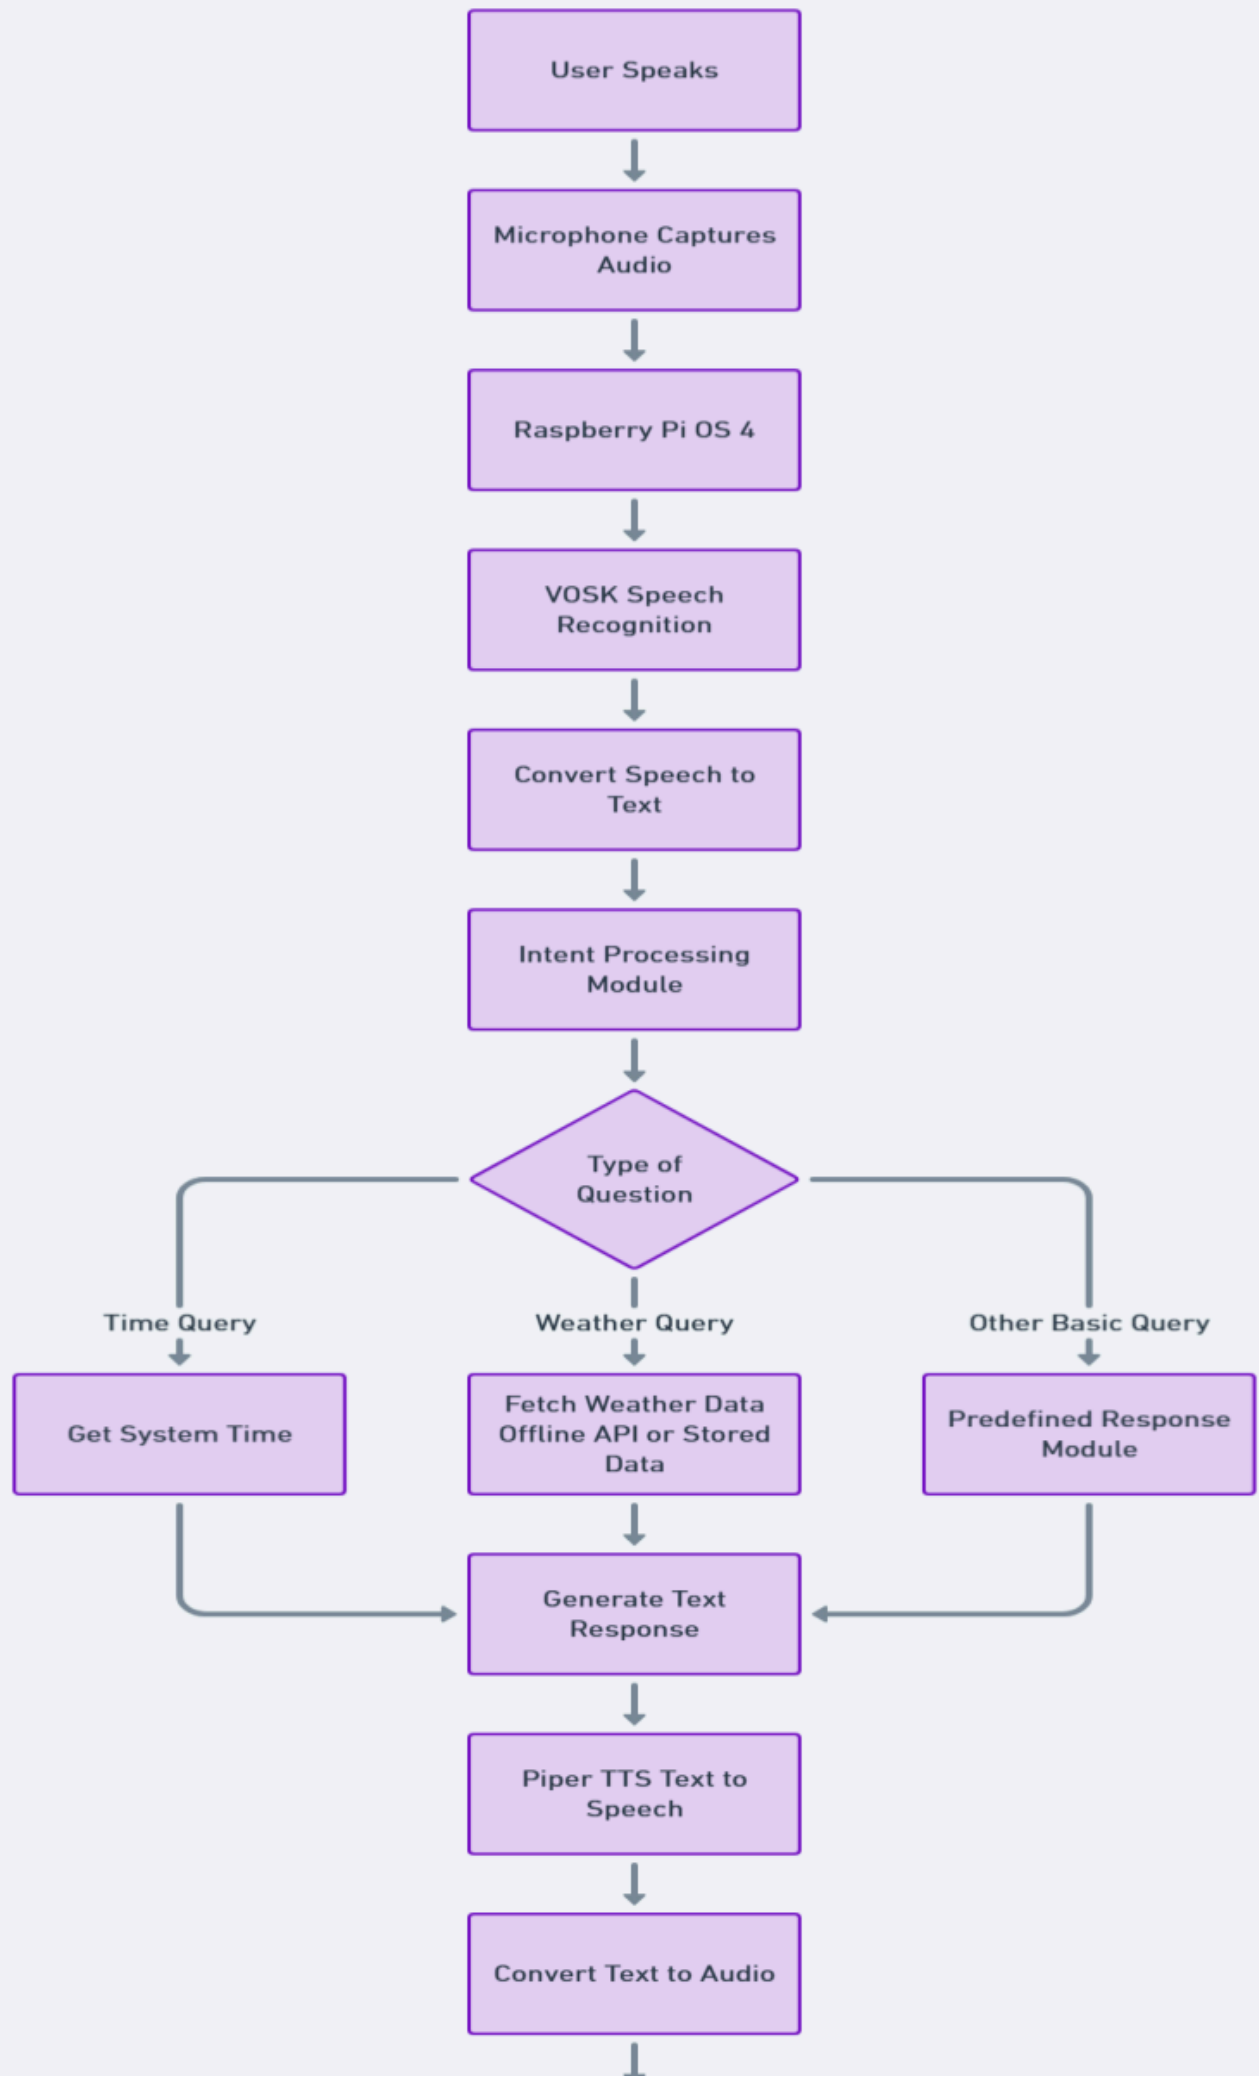 User Speaks
Microphone Captures
Audio
Raspberry Pi OS 4
VOSK Speech
Recognition
Convert Speech to
Text
Intent Processing
Module
Type of
Question
Time Query
Weather Query
Other Basic Query
Get System Time
Fetch Weather Data
Offline API or Stored
Data
Predefined Response
Module
Generate Text
Response
Piper TTS Text to
Speech
Convert Text to Audio